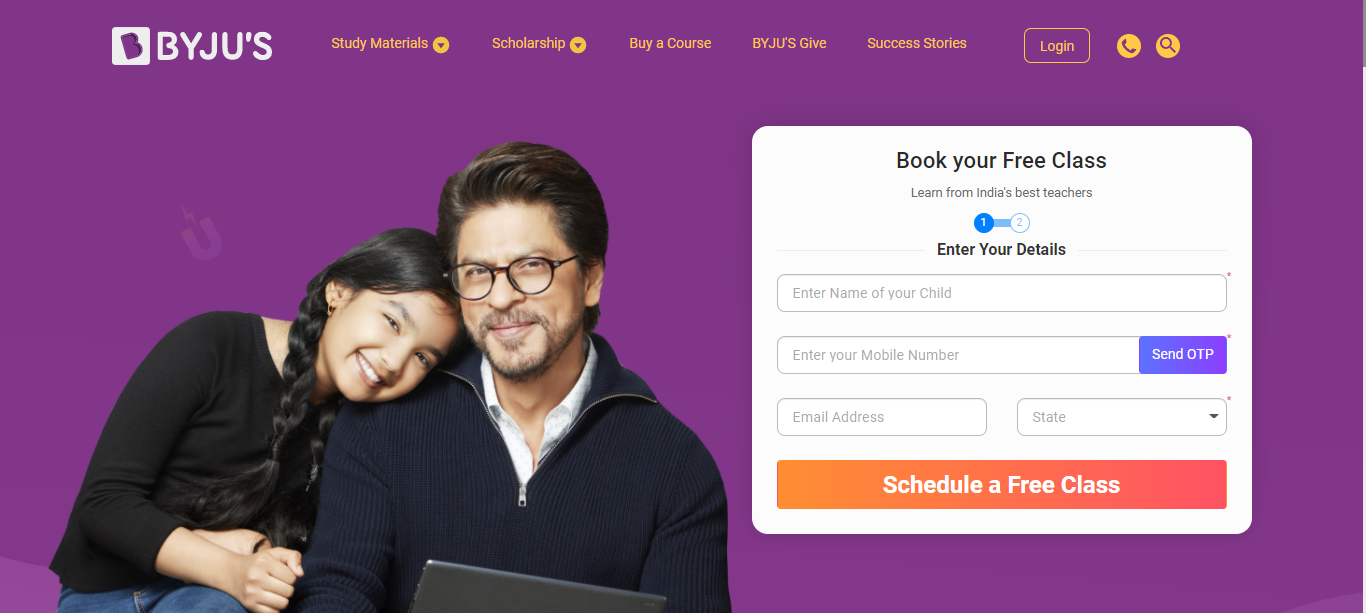 BYJU'S
Study Materials
Scholarship
Buy a Course
BYJU'S Give
Success Stories
Login
Book your Free Class
Learn from India's best teachers
1 2
Enter Your Details
Enter Name of your Child *
Enter your Mobile Number Send OTP *
Email Address State *
Schedule a Free Class